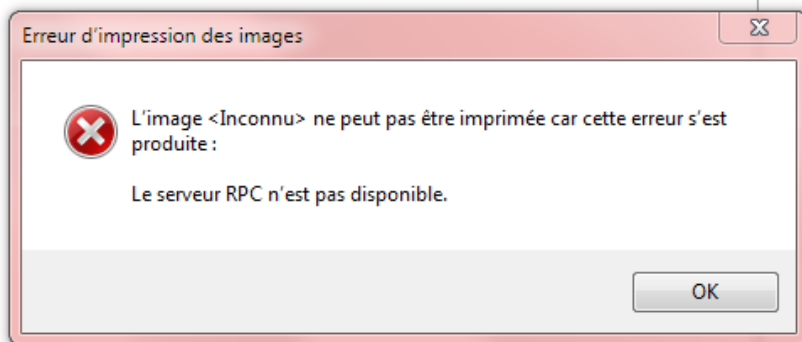 Erreur d’impression des images
L’image <Inconnu> ne peut pas être imprimée car cette erreur s’est
produite :
Le serveur RPC n’est pas disponible.
OK